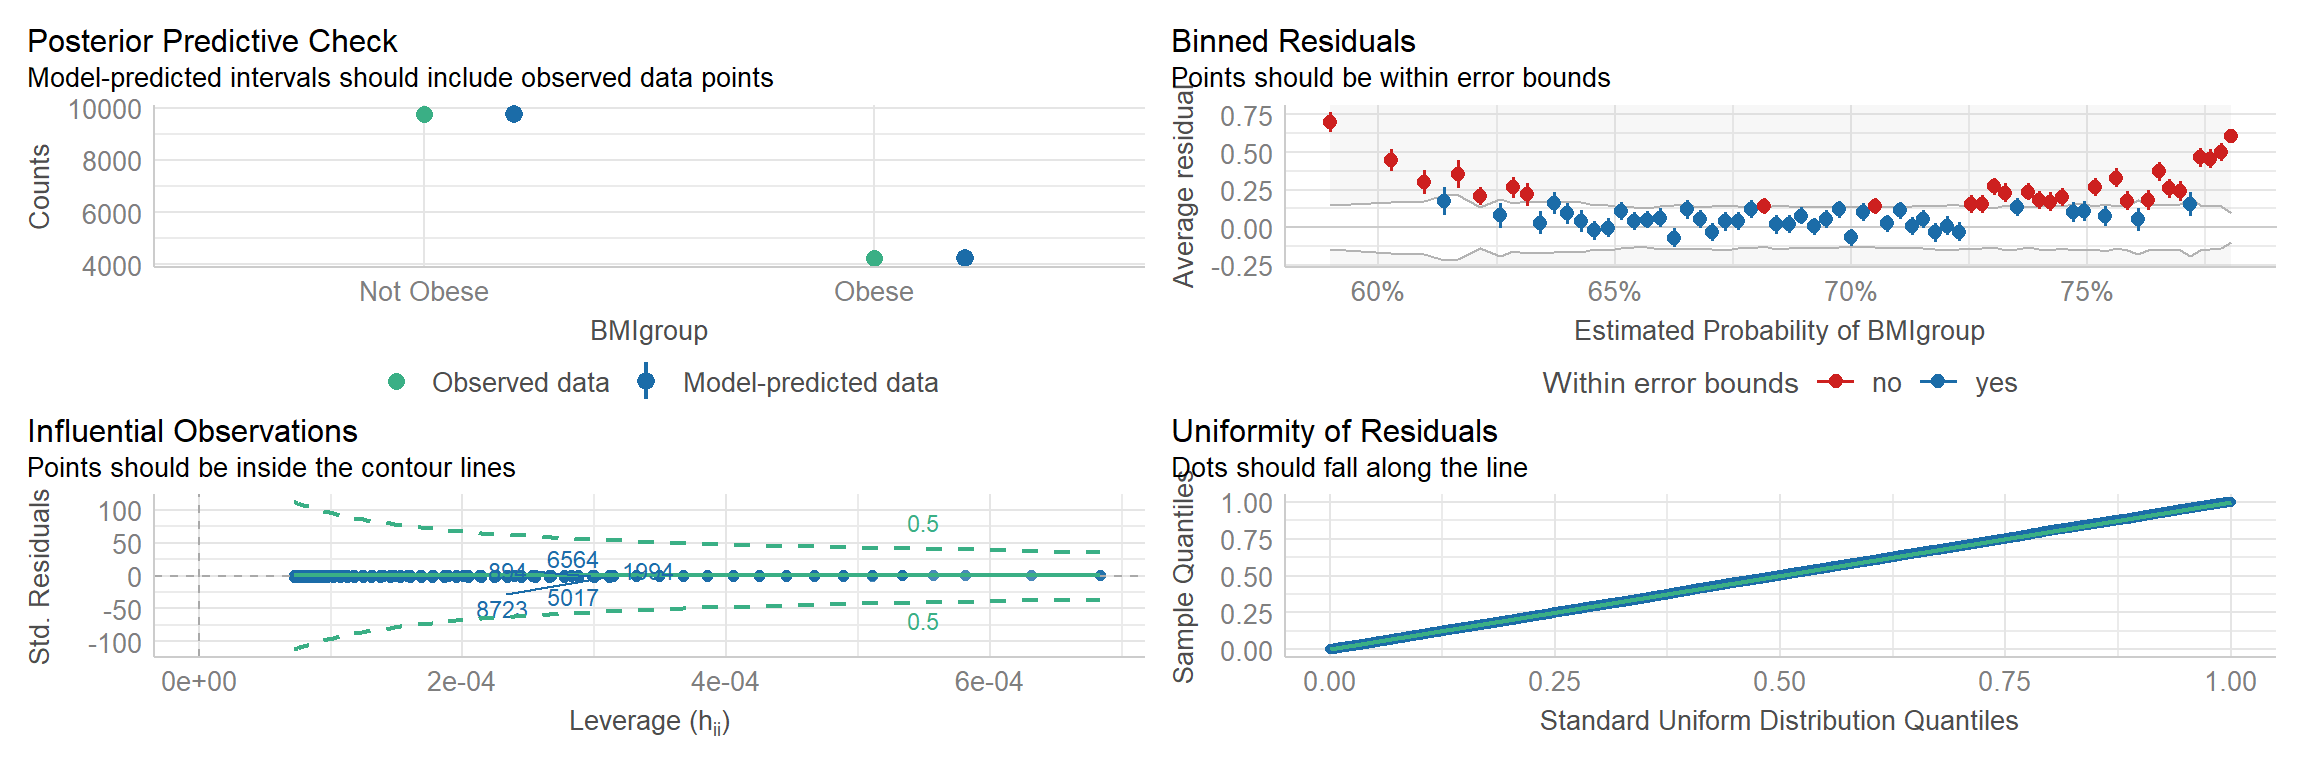 Posterior Predictive Check
Model-predicted intervals should include observed data points
10000
8000
6000
4000
Counts
Not Obese
Obese
BMIgroup
Observed data
Model-predicted data
Binned Residuals
Points should be within error bounds
0.75
0.50
0.25
0.00
-0.25
Average residual
60%
65%
70%
75%
Estimated Probability of BMIgroup
Within error bounds
no
yes
Influential Observations
Points should be inside the contour lines
100
50
0
-50
-100
Std. Residuals
0.5
894
6564
1994
8723
5017
0.5
0e+00
2e-04
4e-04
6e-04
Leverage (hii)
Uniformity of Residuals
Dots should fall along the line
1.00
0.75
0.50
0.25
0.00
Sample Quantiles
0.00
0.25
0.50
0.75
1.00
Standard Uniform Distribution Quantiles